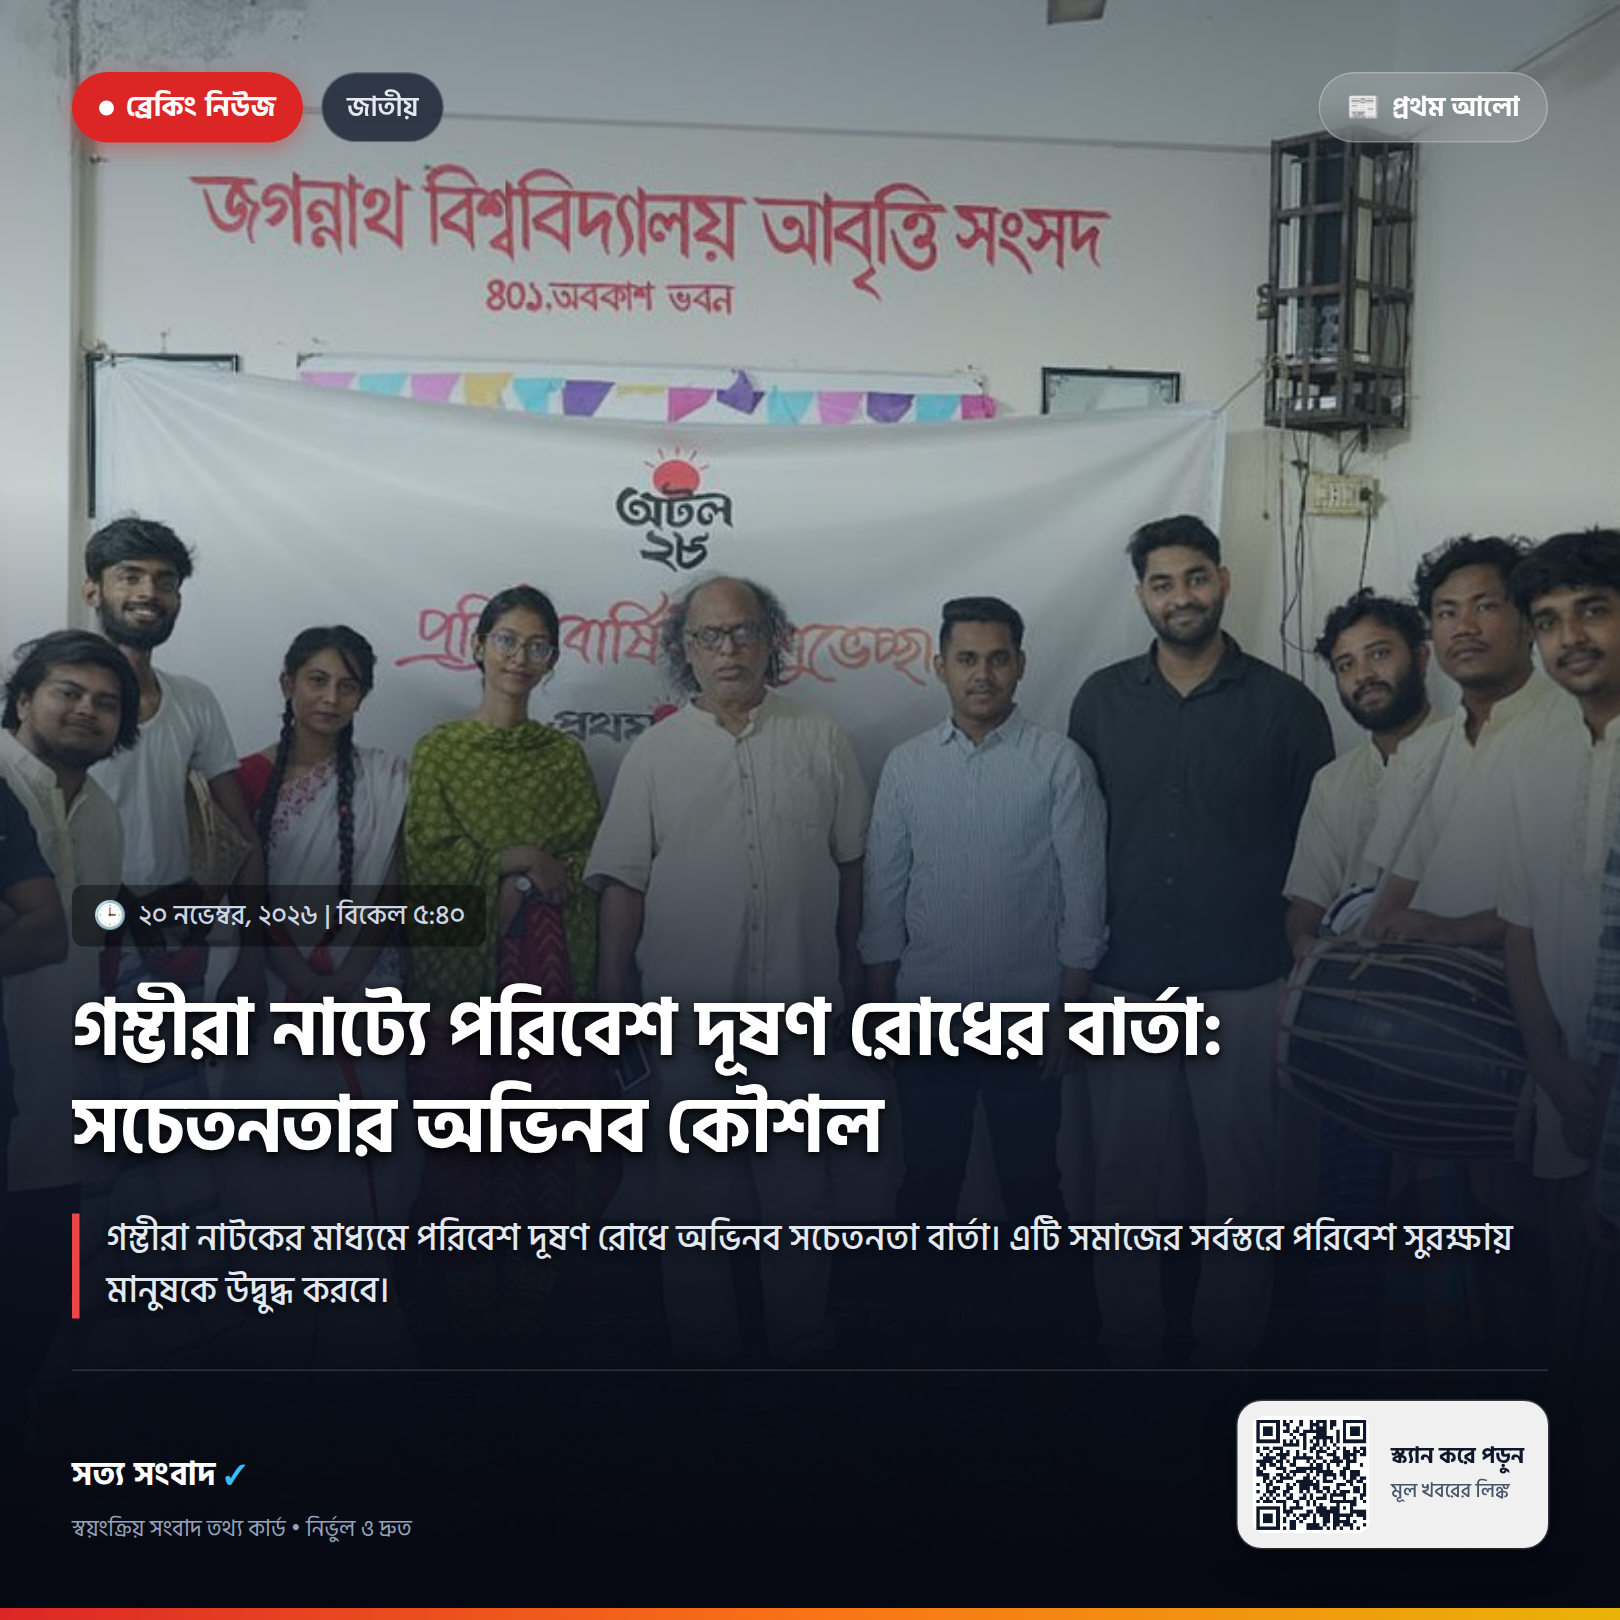 ব্রেকিং নিউজ
জাতীয়
প্রথম আলো
জগন্নাথ বিশ্ববিদ্যালয় আবৃত্তি সংসদ
৪০১,অবকাশ ভবন
অটল
২৮
শুভেচ্ছা
প্রথম
২০ নভেম্বর, ২০২৬ | বিকেল ৫:৪০
গম্ভীরা নাট্যে পরিবেশ দূষণ রোধের বার্তা:
সচেতনতার অভিনব কৌশল
গম্ভীরা নাটকের মাধ্যমে পরিবেশ দূষণ রোধে অভিনব সচেতনতা বার্তা। এটি সমাজের সর্বস্তরে পরিবেশ সুরক্ষায়
মানুষকে উদ্বুদ্ধ করবে।
সত্য সংবাদ ✓
স্বয়ংক্রিয় সংবাদ তথ্য কার্ড • নির্ভুল ও দ্রুত
স্ক্যান করে পড়ুন
মূল খবরের লিঙ্ক